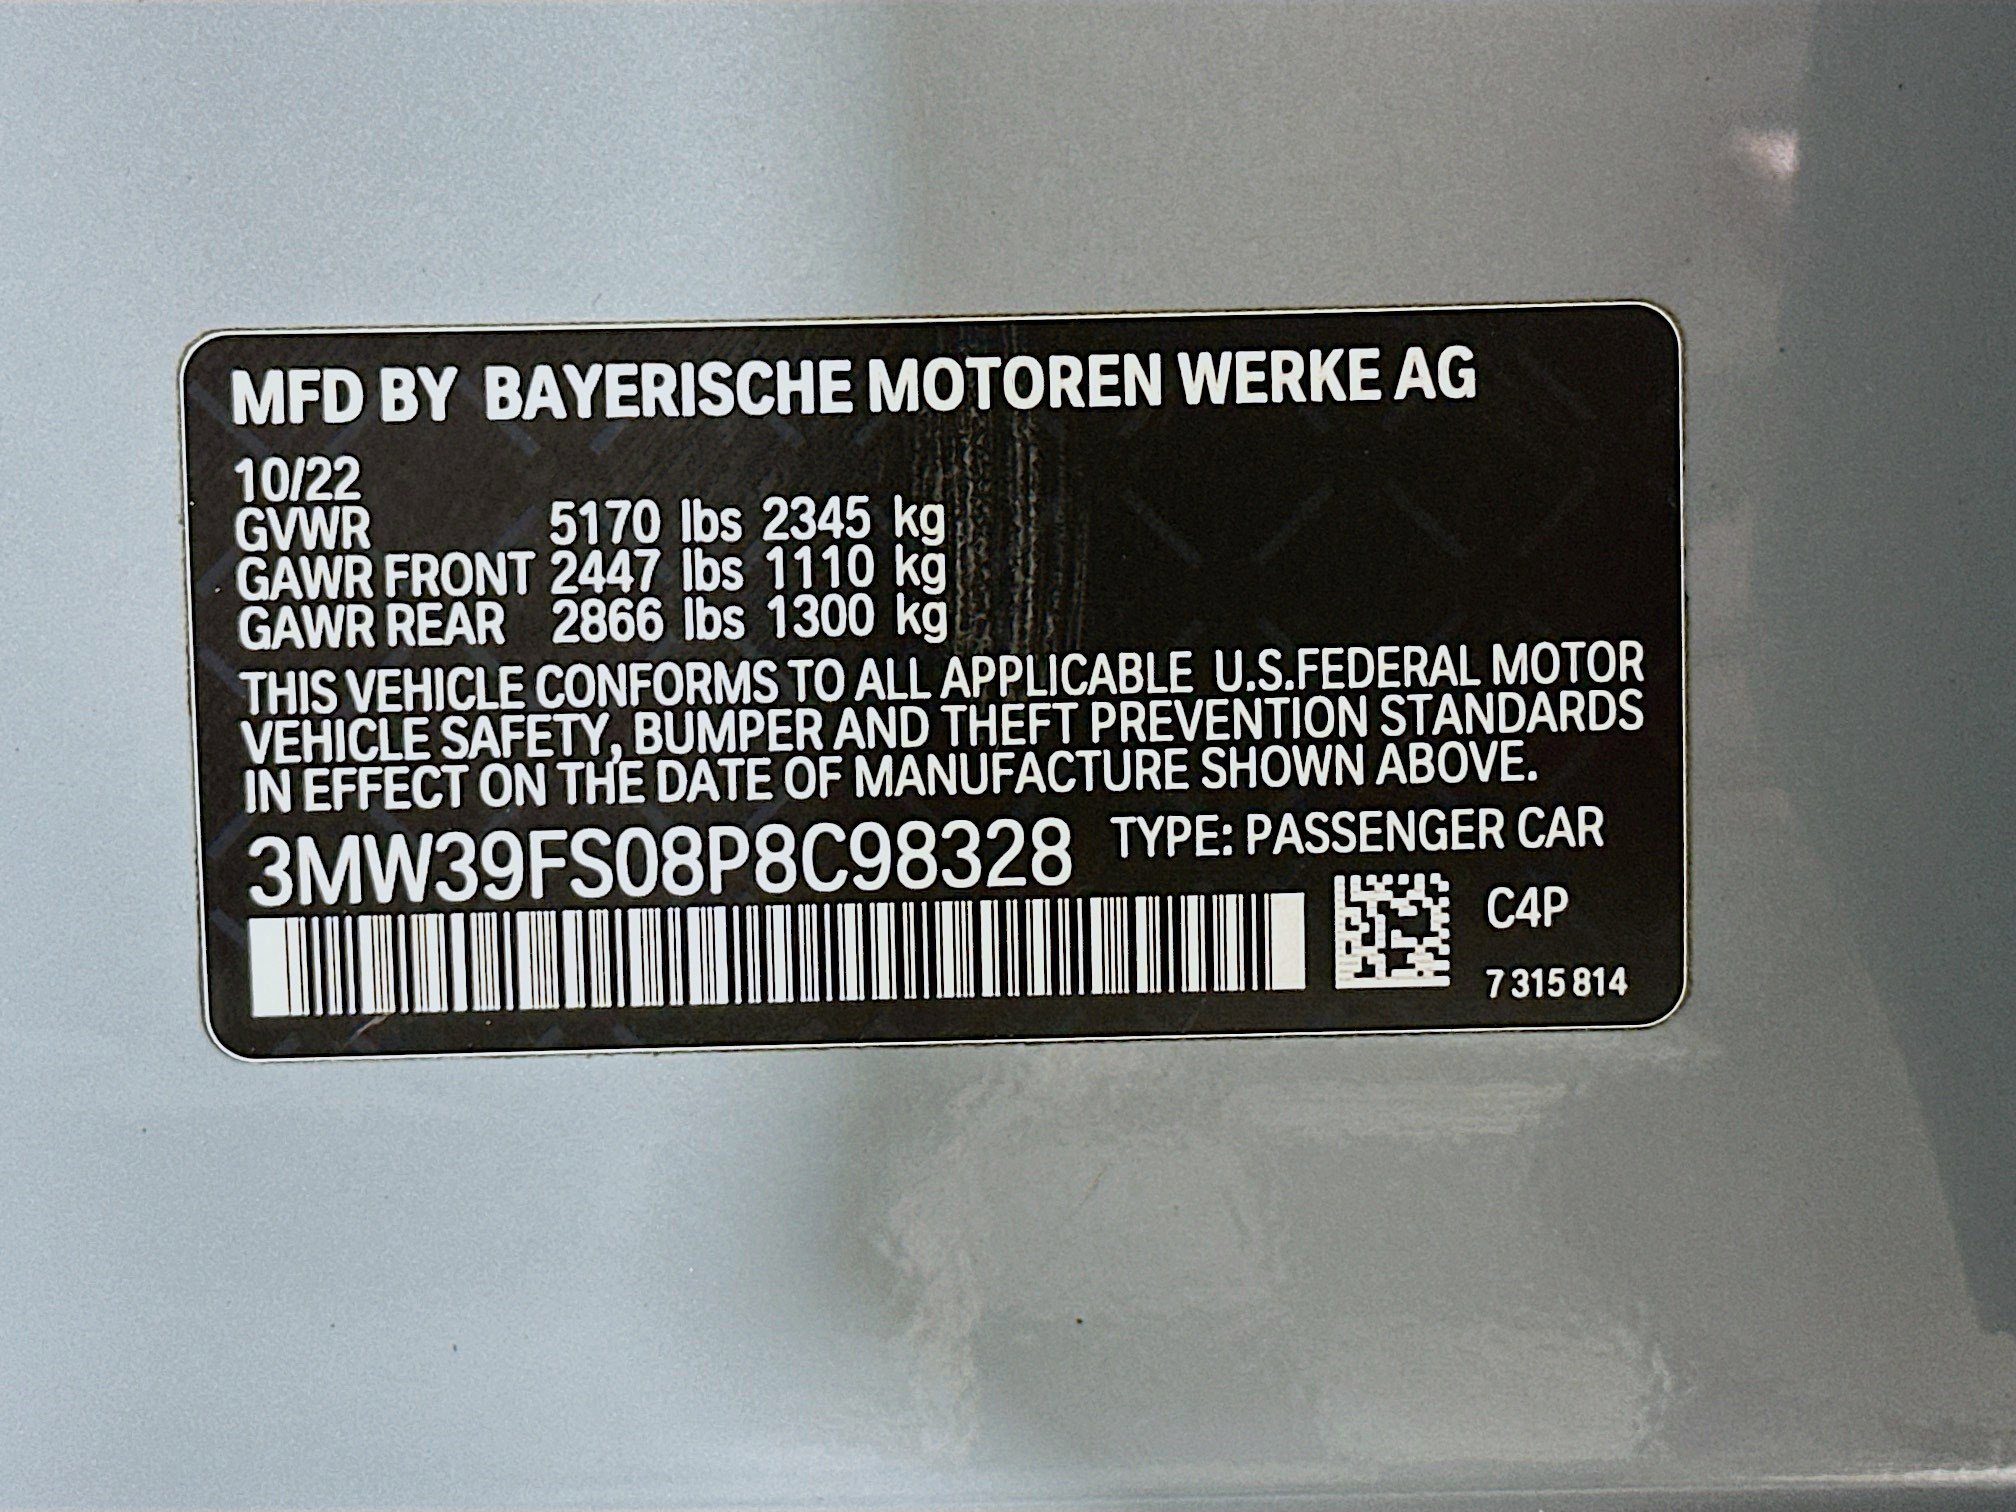 MFD BY BAYERISCHE MOTOREN WERKE AG
10/22
GVWR 5170 lbs 2345 kg
GAWR FRONT 2447 lbs 1110 kg
GAWR REAR 2866 lbs 1300 kg
THIS VEHICLE CONFORMS TO ALL APPLICABLE U.S.FEDERAL MOTOR
VEHICLE SAFETY, BUMPER AND THEFT PREVENTION STANDARDS
IN EFFECT ON THE DATE OF MANUFACTURE SHOWN ABOVE.
3MW39FS08P8C98328 TYPE: PASSENGER CAR
C4P
7 315 814